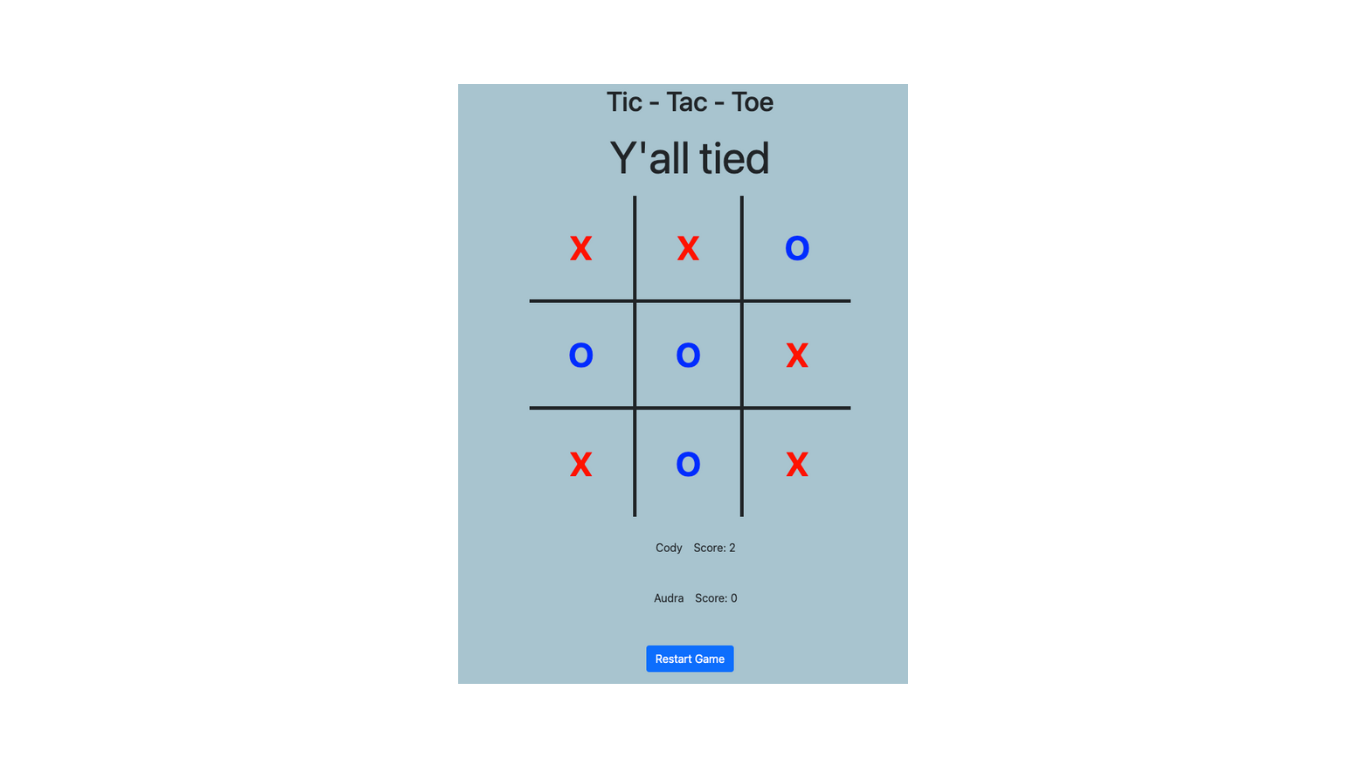 Tic - Tac - Toe
Y'all tied
X X O
O O X
X O X
Cody Score: 2
Audra Score: 0
Restart Game